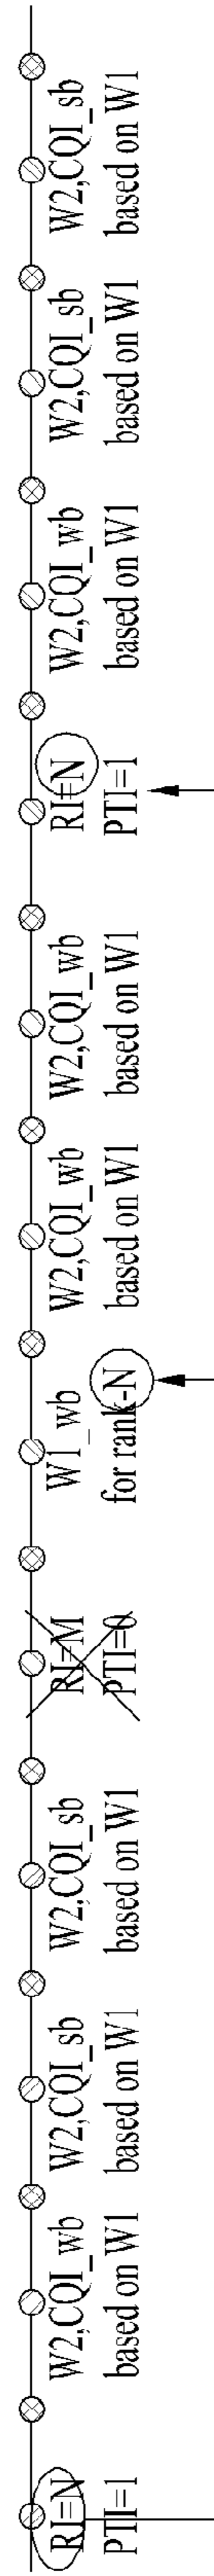 RI=N
PTI=1
W2,CQI_wb
based on W1
W2,CQI_sb
based on W1
W2,CQI_sb
based on W1
RI=M
PTI=0
W1_wb
for rank-N
W2,CQI_wb
based on W1
W2,CQI_wb
based on W1
RI=N
PTI=1
W2,CQI_wb
based on W1
W2,CQI_sb
based on W1
W2,CQI_sb
based on W1